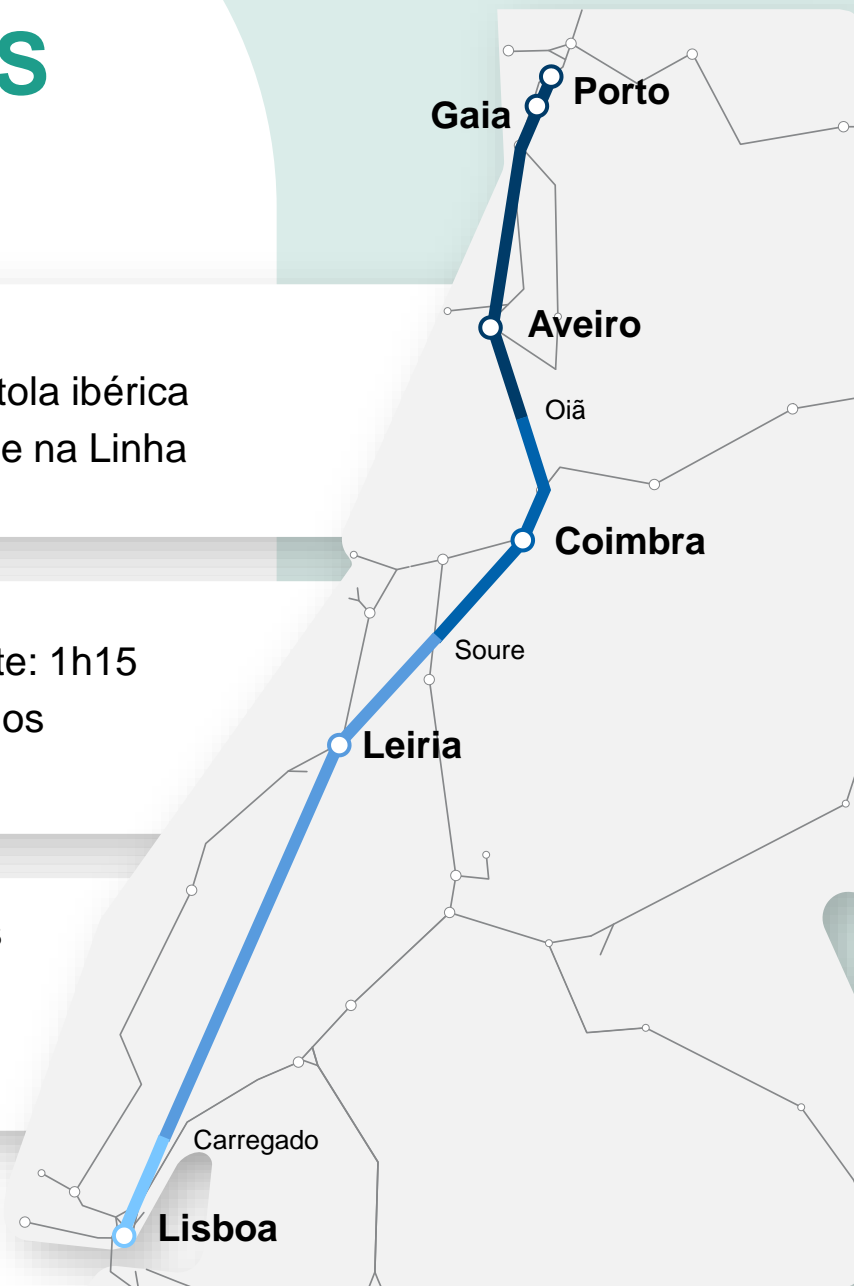 s
Porto
Gaia
Aveiro
tola ibérica
Oiã
e na Linha
Coimbra
Soure
te: 1h15
os
Leiria
s
Carregado
Lisboa